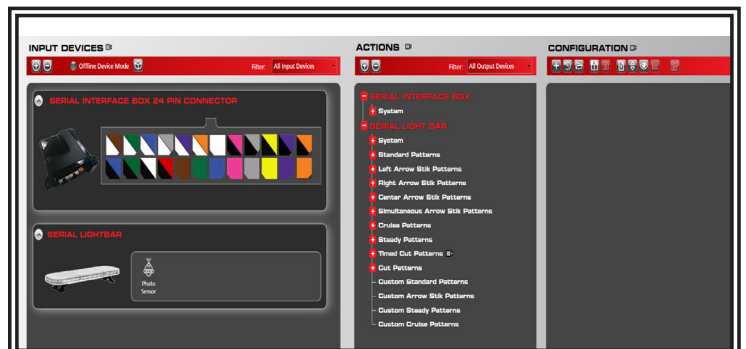 INPUT DEVICES
Offline Device Mode
Filter: All Input Devices
SERIAL INTERFACE BOX 24 PIN CONNECTOR
SERIAL LIGHTBAR
Photo
Sensor
ACTIONS
Filter: All Output Devices
SERIAL INTERFACE BOX
System
SERIAL LIGHT BAR
System
Standard Patterns
Left Arrow Stik Patterns
Right Arrow Stik Patterns
Center Arrow Stik Patterns
Simultaneous Arrow Stik Patterns
Cruise Patterns
Steady Patterns
Timed Cut Patterns
Cut Patterns
Custom Standard Patterns
Custom Arrow Stik Patterns
Custom Steady Patterns
Custom Cruise Patterns
CONFIGURATION